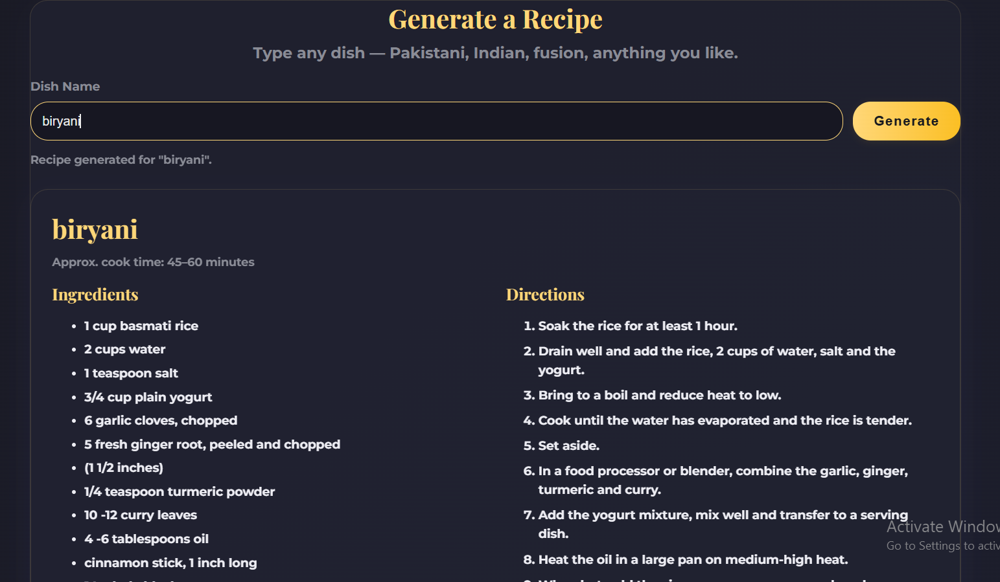 Generate a Recipe
Type any dish — Pakistani, Indian, fusion, anything you like.
Dish Name
biryani
Generate
Recipe generated for "biryani".
biryani
Approx. cook time: 45–60 minutes
Ingredients
• 1 cup basmati rice
• 2 cups water
• 1 teaspoon salt
• 3/4 cup plain yogurt
• 6 garlic cloves, chopped
• 5 fresh ginger root, peeled and chopped
• (1 1/2 inches)
• 1/4 teaspoon turmeric powder
• 10 -12 curry leaves
• 4 -6 tablespoons oil
• cinnamon stick, 1 inch long
Directions
1. Soak the rice for at least 1 hour.
2. Drain well and add the rice, 2 cups of water, salt and the
yogurt.
3. Bring to a boil and reduce heat to low.
4. Cook until the water has evaporated and the rice is tender.
5. Set aside.
6. In a food processor or blender, combine the garlic, ginger,
turmeric and curry.
7. Add the yogurt mixture, mix well and transfer to a serving
dish.
8. Heat the oil in a large pan on medium-high heat.
Activate Window
Go to Settings to activ